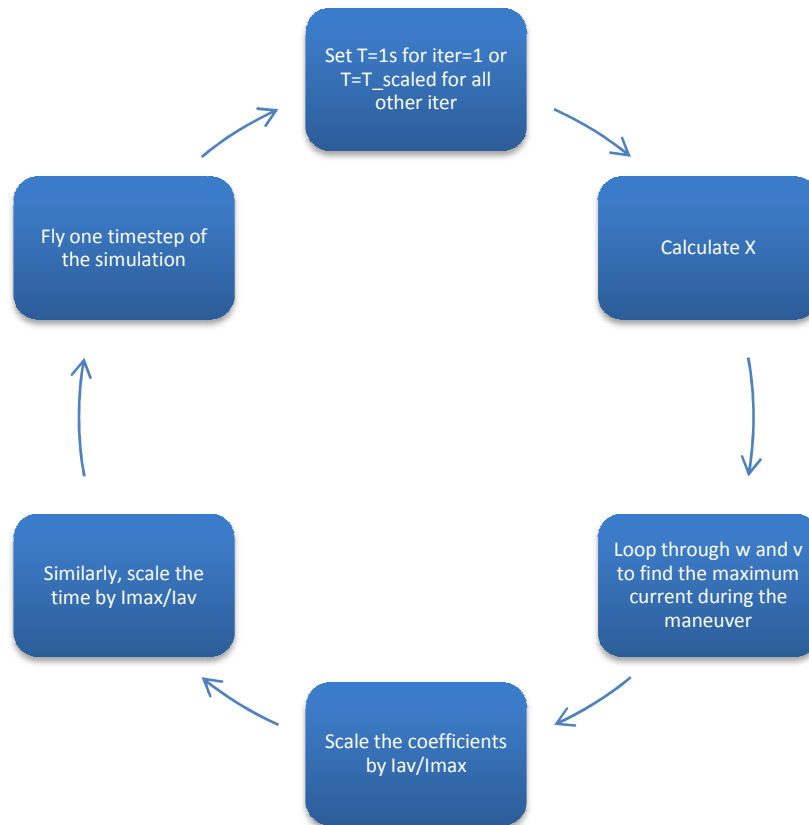 Set T=1s for iter=1 or
T=T_scaled for all
other iter
Calculate X
Loop through w and v
to find the maximum
current during the
maneuver
Scale the coefficients
by Iav/Imax
Similarly, scale the
time by Imax/Iav
Fly one timestep of
the simulation